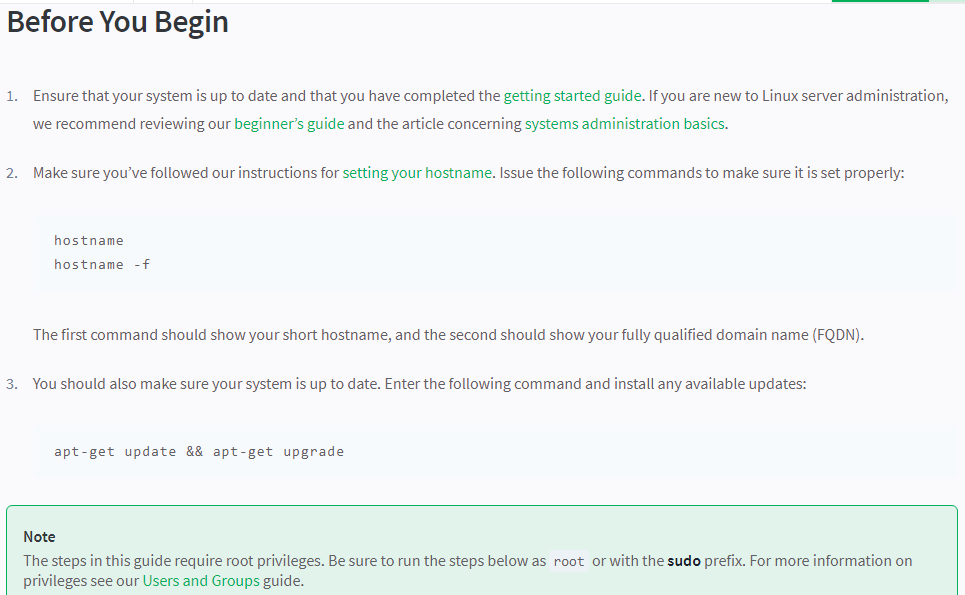 Before You Begin
1. Ensure that your system is up to date and that you have completed the getting started guide. If you are new to Linux server administration,
we recommend reviewing our beginner’s guide and the article concerning systems administration basics.
2. Make sure you’ve followed our instructions for setting your hostname. Issue the following commands to make sure it is set properly:
hostname
hostname -f
The first command should show your short hostname, and the second should show your fully qualified domain name (FQDN).
3. You should also make sure your system is up to date. Enter the following command and install any available updates:
apt-get update && apt-get upgrade
Note
The steps in this guide require root privileges. Be sure to run the steps below as root or with the sudo prefix. For more information on
privileges see our Users and Groups guide.